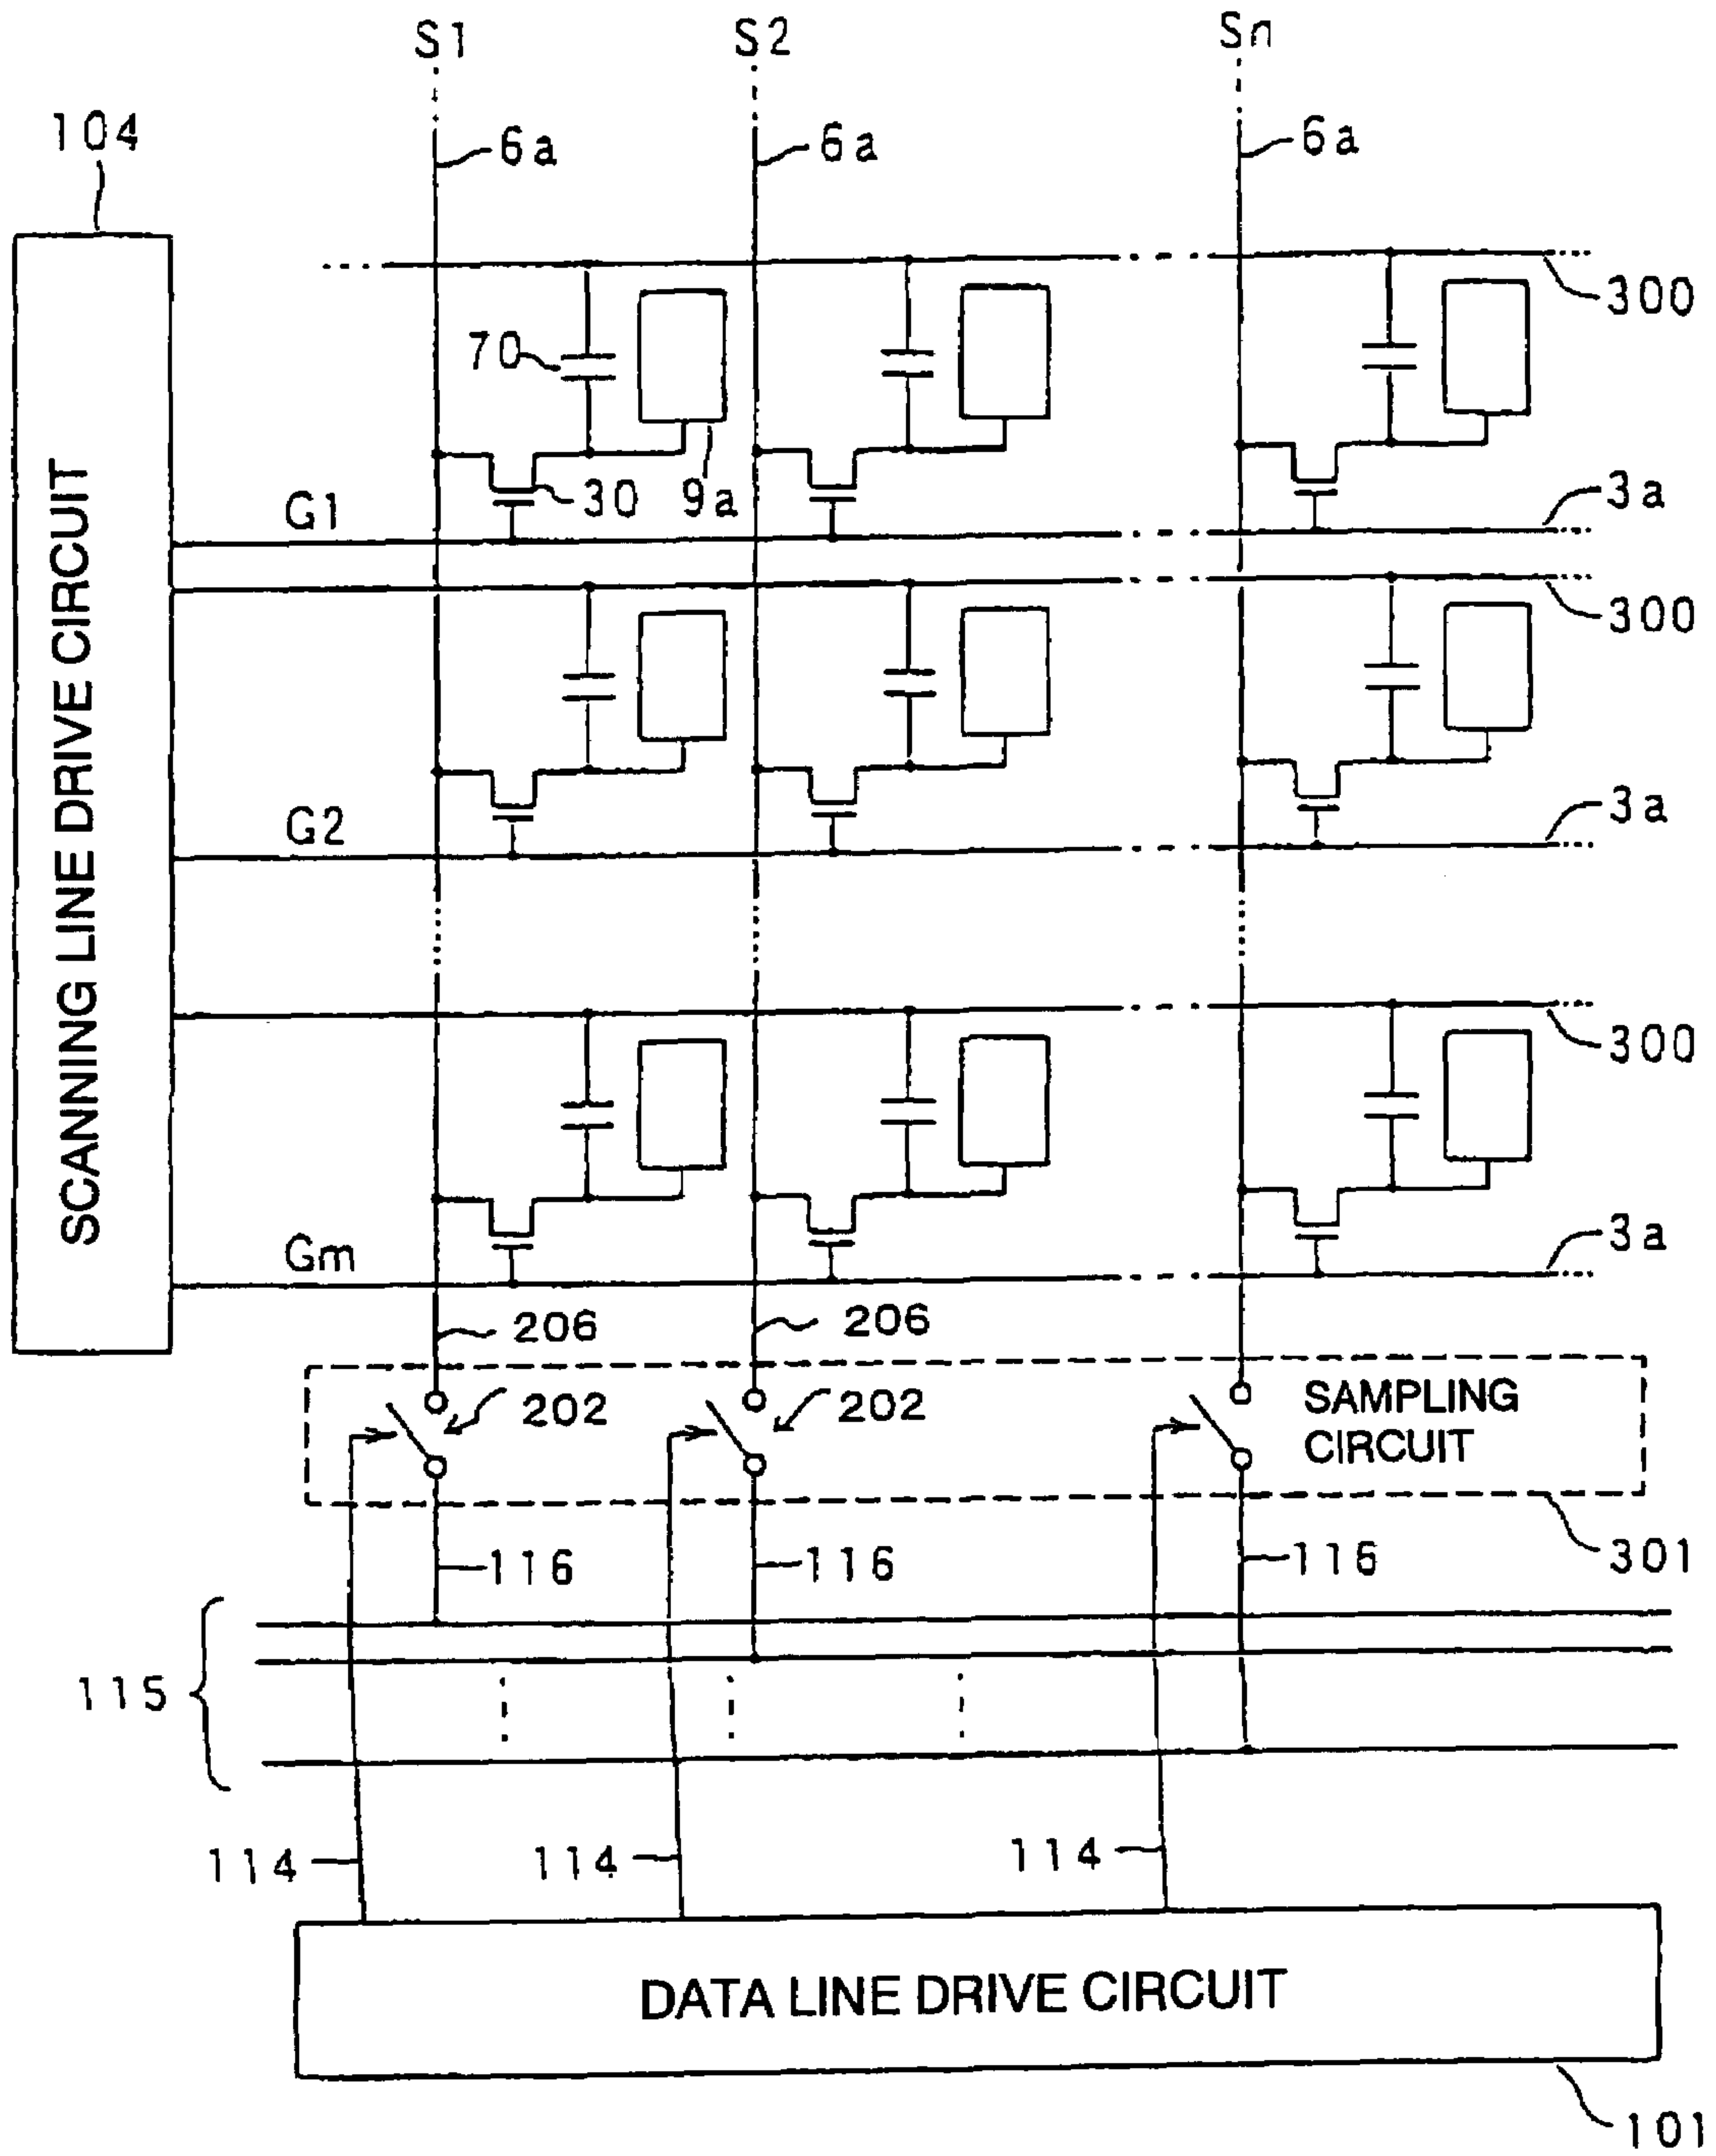 S1 S2 Sn
104
6a 6a 6a
300
70
30 9a
G1
3a
300
SCANNING LINE DRIVE CIRCUIT
G2
3a
300
Gm
3a
206 206
202 202
SAMPLING
CIRCUIT
116 116 116
301
115
114 114 114
DATA LINE DRIVE CIRCUIT
101